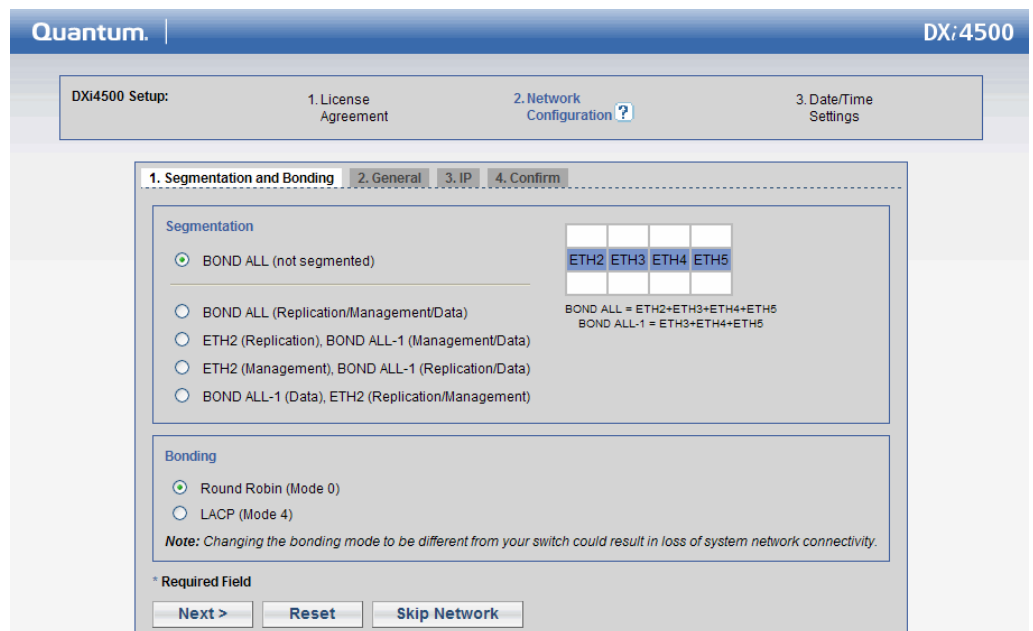 Quantum.
DXi4500
DXi4500 Setup:
1. License Agreement
2. Network Configuration ?
3. Date/Time Settings
1. Segmentation and Bonding 2. General 3. IP 4. Confirm
Segmentation
BOND ALL (not segmented)
BOND ALL (Replication/Management/Data)
ETH2 (Replication), BOND ALL-1 (Management/Data)
ETH2 (Management), BOND ALL-1 (Replication/Data)
BOND ALL-1 (Data), ETH2 (Replication/Management)
ETH2 ETH3 ETH4 ETH5
BOND ALL = ETH2+ETH3+ETH4+ETH5
BOND ALL-1 = ETH3+ETH4+ETH5
Bonding
Round Robin (Mode 0)
LACP (Mode 4)
Note: Changing the bonding mode to be different from your switch could result in loss of system network connectivity.
* Required Field
Next > Reset Skip Network